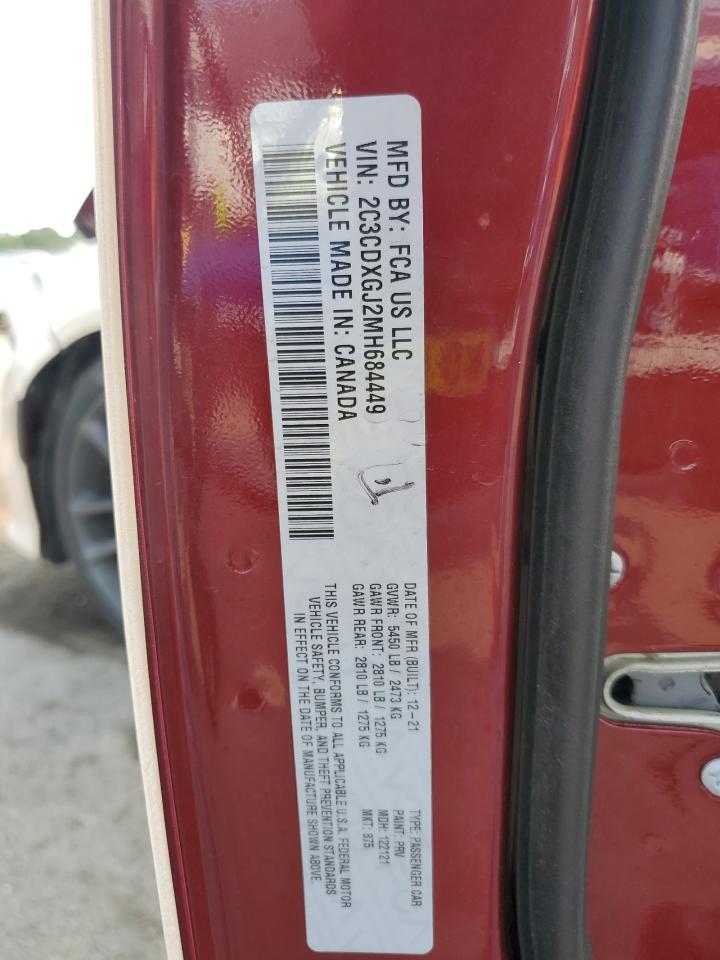 MFD BY: FCA US LLC
VIN: 2C3CDXGJ2MH684449
VEHICLE MADE IN: CANADA
DATE OF MFR (BUILT): 12-21
GVWR: 5450 LB / 2473 KG
GAWR FRONT: 2810 LB / 1275 KG
GAWR REAR: 2810 LB / 1275 KG
THIS VEHICLE CONFORMS TO ALL APPLICABLE U.S.A. FEDERAL MOTOR
VEHICLE SAFETY, BUMPER, AND THEFT PREVENTION STANDARDS
IN EFFECT ON THE DATE OF MANUFACTURE SHOWN ABOVE.
TYPE: PASSENGER CAR
PAINT: PRV
MDH: 122121
MKT: 875